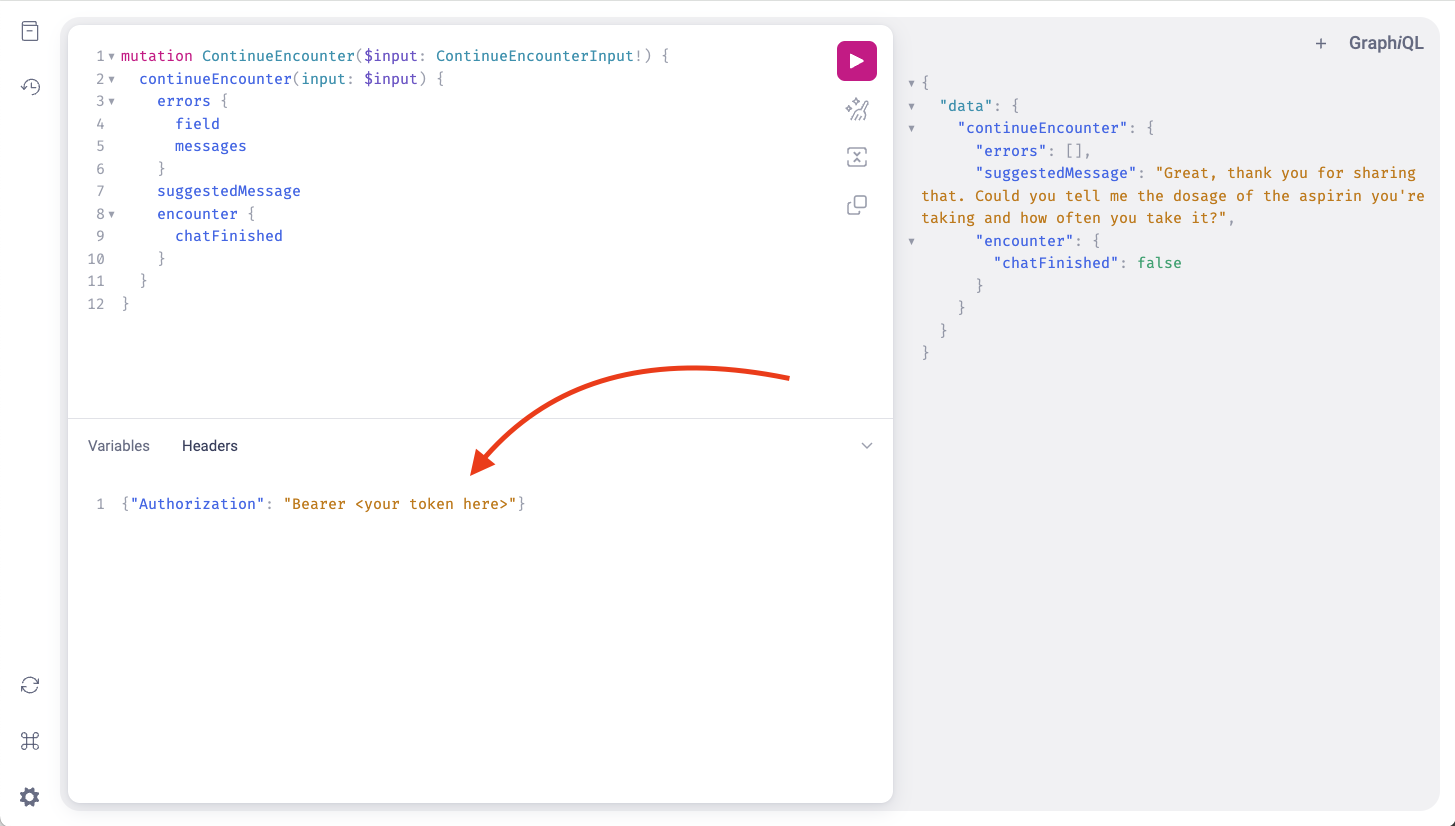 1 mutation ContinueEncounter($input: ContinueEncounterInput!) {
2 continueEncounter(input: $input) {
3 errors {
4 field
5 messages
6 }
7 suggestedMessage
8 encounter {
9 chatFinished
10 }
11 }
12 }
Variables Headers
1 {"Authorization": "Bearer <your token here>"}
+ GraphiQL
{
"data": {
"continueEncounter": {
"errors": [],
"suggestedMessage": "Great, thank you for sharing
that. Could you tell me the dosage of the aspirin you're
taking and how often you take it?",
"encounter": {
"chatFinished": false
}
}
}
}